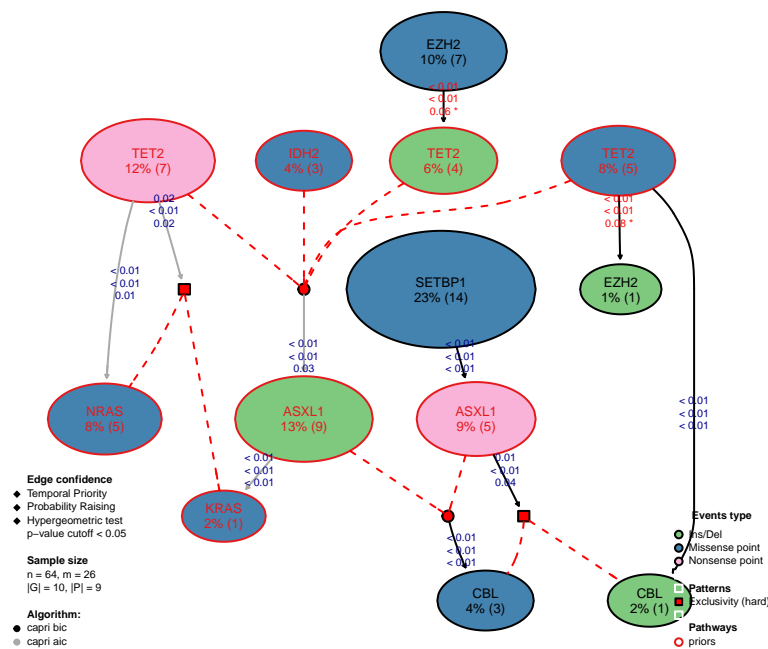 EZH2
10% (7)
< 0.01
< 0.01
0.06 *
TET2
12% (7)
IDH2
4% (3)
TET2
6% (4)
TET2
8% (5)
0.02
< 0.01
0.02
< 0.01
< 0.01
0.08 *
< 0.01
< 0.01
0.01
SETBP1
23% (14)
EZH2
1% (1)
< 0.01
< 0.01
0.03
< 0.01
< 0.01
< 0.01
NRAS
8% (5)
ASXL1
13% (9)
ASXL1
9% (5)
< 0.01
< 0.01
< 0.01
< 0.01
< 0.01
< 0.01
0.01
< 0.01
0.04
KRAS
2% (1)
< 0.01
< 0.01
< 0.01
CBL
4% (3)
CBL
2% (1)
Edge confidence
Temporal Priority
Probability Raising
Hypergeometric test
p−value cutoff < 0.05
Sample size
n = 64, m = 26
|G| = 10, |P| = 9
Algorithm:
capri bic
capri aic
Events type
Ins/Del
Missense point
Nonsense point
Patterns
Exclusivity (hard)
Pathways
priors